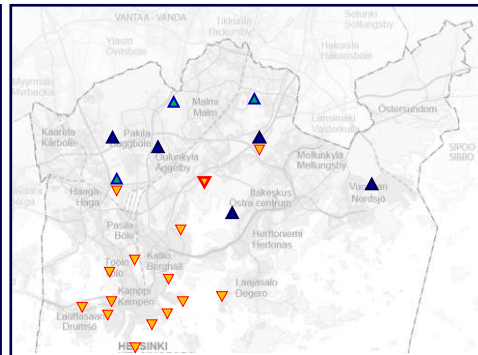 VANTAA - VANDA
Tikkurila
Dickursby
Sotunki
Sottungsby
Ylästö
Övitsböle
Hakunila
Håkansböle
Myyrmäki
Myrbacka
Malmi
Malm
Länsimäki
Västerkulla
Östersundom
Kaarela
Kårböle
Pakila
Baggböle
Oulunkylä
Åggelby
Mellunkylä
Mellungsby
SIPOO
SIBBO
Haaga
Haga
Itäkeskus
Östra centrum
Vuosaari
Nordsjö
Pasila
Böle
Herttoniemi
Hertonäs
Töölö
Tölö
Kallio
Berghäll
Laajasalo
Degerö
Kamppi
Kampen
Lauttasaari
Drumsö
HELSINKI